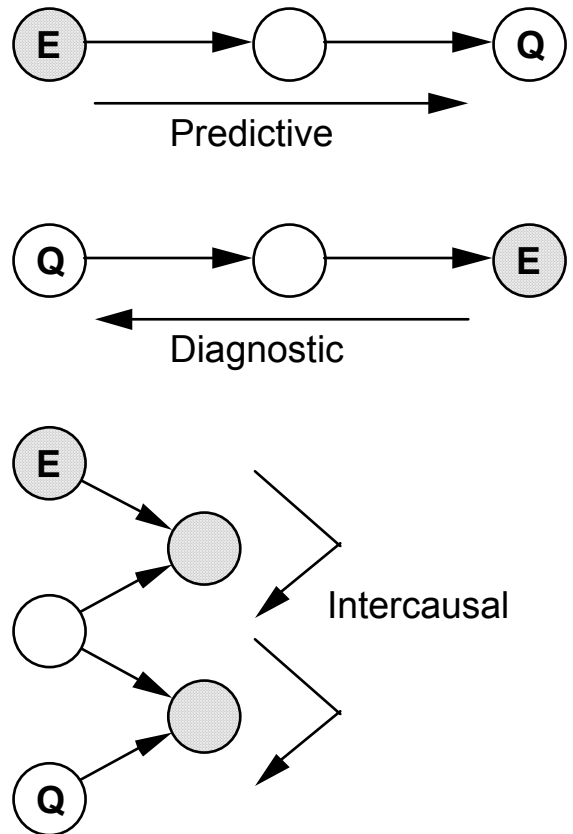 E Q
Predictive
Q E
Diagnostic
E
Intercausal
Q